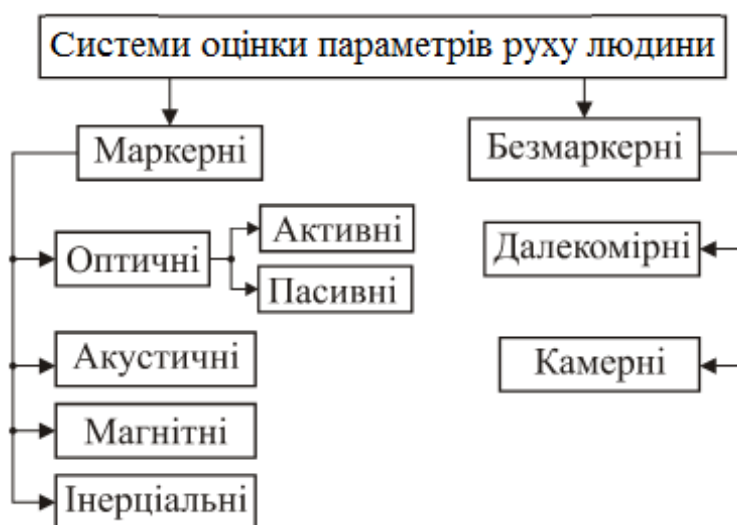 Системи оцінки параметрів руху людини
Маркерні
Безмаркерні
Оптичні
Активні
Пасивні
Далекомірні
Акустичні
Камерні
Магнітні
Інерціальні